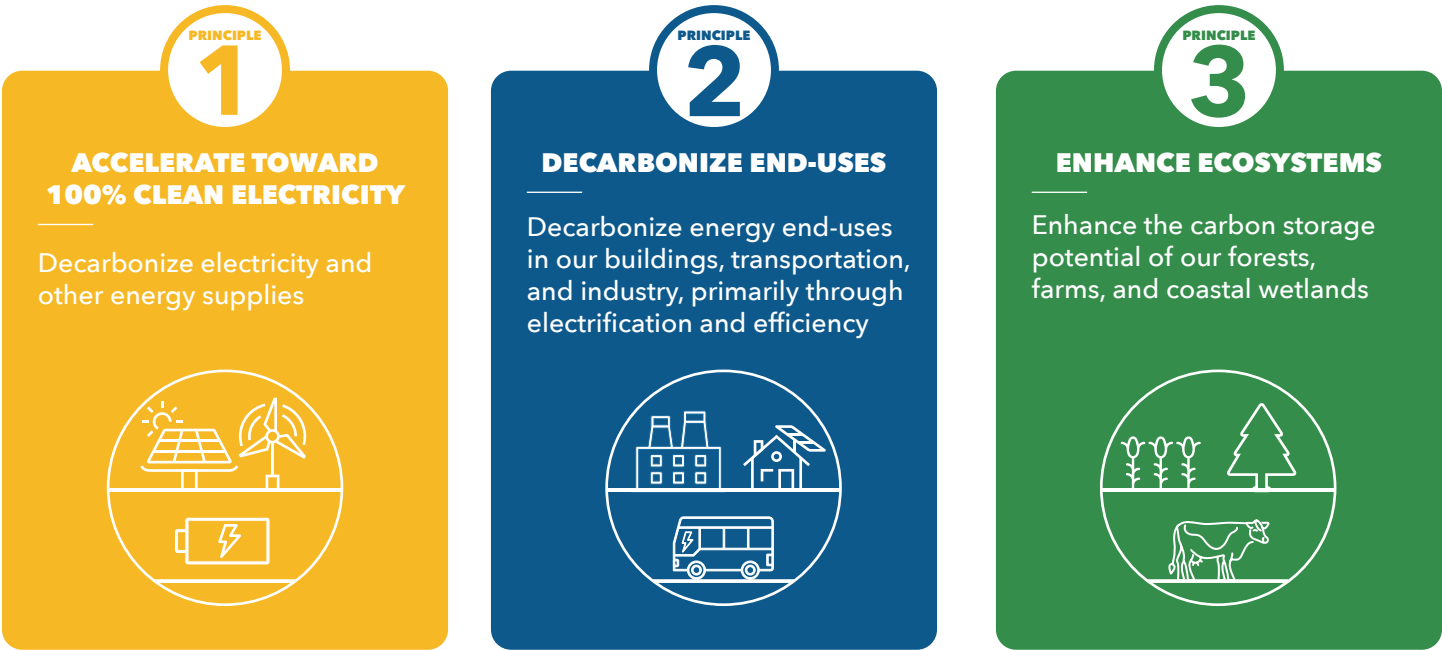 PRINCIPLE
1
ACCELERATE TOWARD
100% CLEAN ELECTRICITY
Decarbonize electricity and
other energy supplies
PRINCIPLE
2
DECARBONIZE END-USES
Decarbonize energy end-uses
in our buildings, transportation,
and industry, primarily through
electrification and efficiency
PRINCIPLE
3
ENHANCE ECOSYSTEMS
Enhance the carbon storage
potential of our forests,
farms, and coastal wetlands